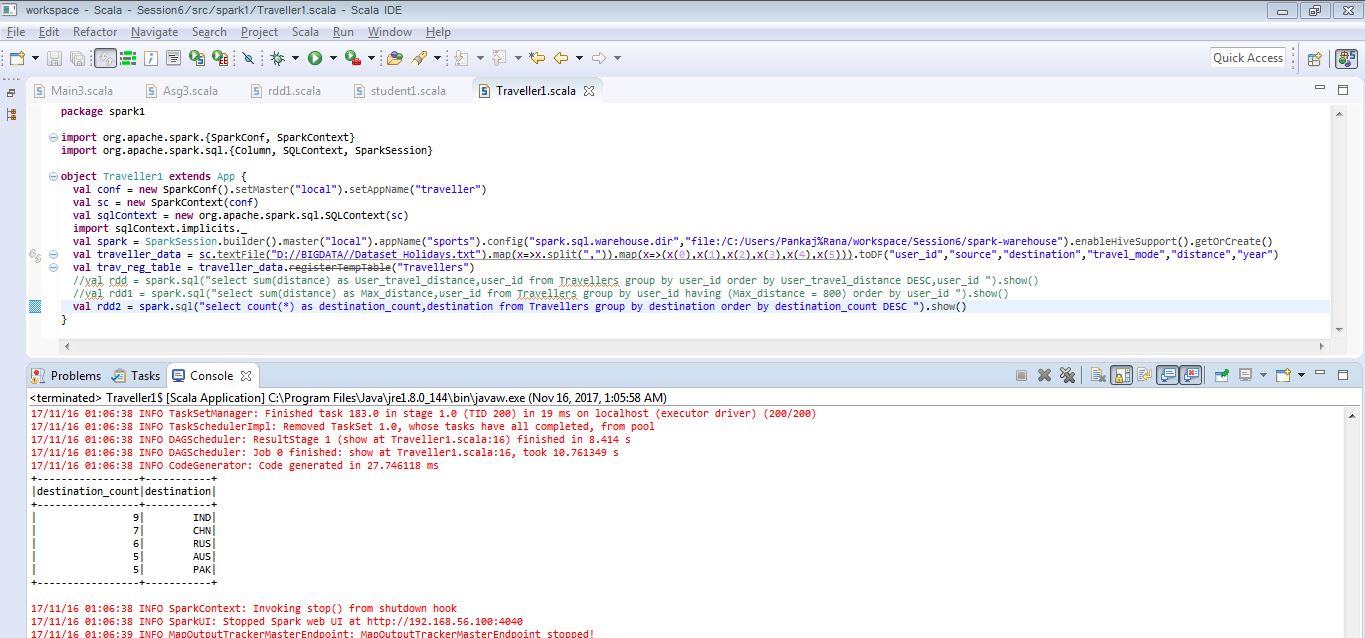 workspace - Scala - Session6/src/spark1/Traveller1.scala - Scala IDE
File Edit Refactor Navigate Search Project Scala Run Window Help
Quick Access
Main3.scala Asg3.scala rdd1.scala student1.scala Traveller1.scala
package spark1
import org.apache.spark.{SparkConf, SparkContext}
import org.apache.spark.sql.{Column, SQLContext, SparkSession}
object Traveller1 extends App {
val conf = new SparkConf().setMaster("local").setAppName("traveller")
val sc = new SparkContext(conf)
val sqlContext = new org.apache.spark.sql.SQLContext(sc)
import sqlContext.implicits._
val spark = SparkSession.builder().master("local").appName("sports").config("spark.sql.warehouse.dir","file:/C:/Users/Pankaj%Rana/workspace/Session6/spark-warehouse").enableHiveSupport().getOrCreate()
val traveller_data = sc.textFile("D://BIGDATA//Dataset_Holidays.txt").map(x=>x.split(",")).map(x=>(x(0),x(1),x(2),x(3),x(4),x(5))).toDF("user_id","source","destination","travel_mode","distance","year")
val trav_reg_table = traveller_data.registerTempTable("Travellers")
//val rdd = spark.sql("select sum(distance) as User_travel_distance,user_id from Travellers group by user_id order by User_travel_distance DESC,user_id ").show()
//val rdd1 = spark.sql("select sum(distance) as Max_distance,user_id from Travellers group by user_id having (Max_distance = 800) order by user_id ").show()
val rdd2 = spark.sql("select count(*) as destination_count,destination from Travellers group by destination order by destination_count DESC ").show()
}
Problems Tasks Console
<terminated> Traveller1$ [Scala Application] C:\Program Files\Java\jre1.8.0_144\bin\javaw.exe (Nov 16, 2017, 1:05:58 AM)
17/11/16 01:06:38 INFO TaskSetManager: Finished task 183.0 in stage 1.0 (TID 200) in 19 ms on localhost (executor driver) (200/200)
17/11/16 01:06:38 INFO TaskSchedulerImpl: Removed TaskSet 1.0, whose tasks have all completed, from pool
17/11/16 01:06:38 INFO DAGScheduler: ResultStage 1 (show at Traveller1.scala:16) finished in 8.414 s
17/11/16 01:06:38 INFO DAGScheduler: Job 0 finished: show at Traveller1.scala:16, took 10.761349 s
17/11/16 01:06:38 INFO CodeGenerator: Code generated in 27.746118 ms
+-----------------+-----------+
|destination_count|destination|
+-----------------+-----------+
| 9| IND|
| 7| CHN|
| 6| RUS|
| 5| AUS|
| 5| PAK|
+-----------------+-----------+
17/11/16 01:06:38 INFO SparkContext: Invoking stop() from shutdown hook
17/11/16 01:06:38 INFO SparkUI: Stopped Spark web UI at http://192.168.56.100:4040
17/11/16 01:06:39 INFO MapOutputTrackerMasterEndpoint: MapOutputTrackerMasterEndpoint stopped!